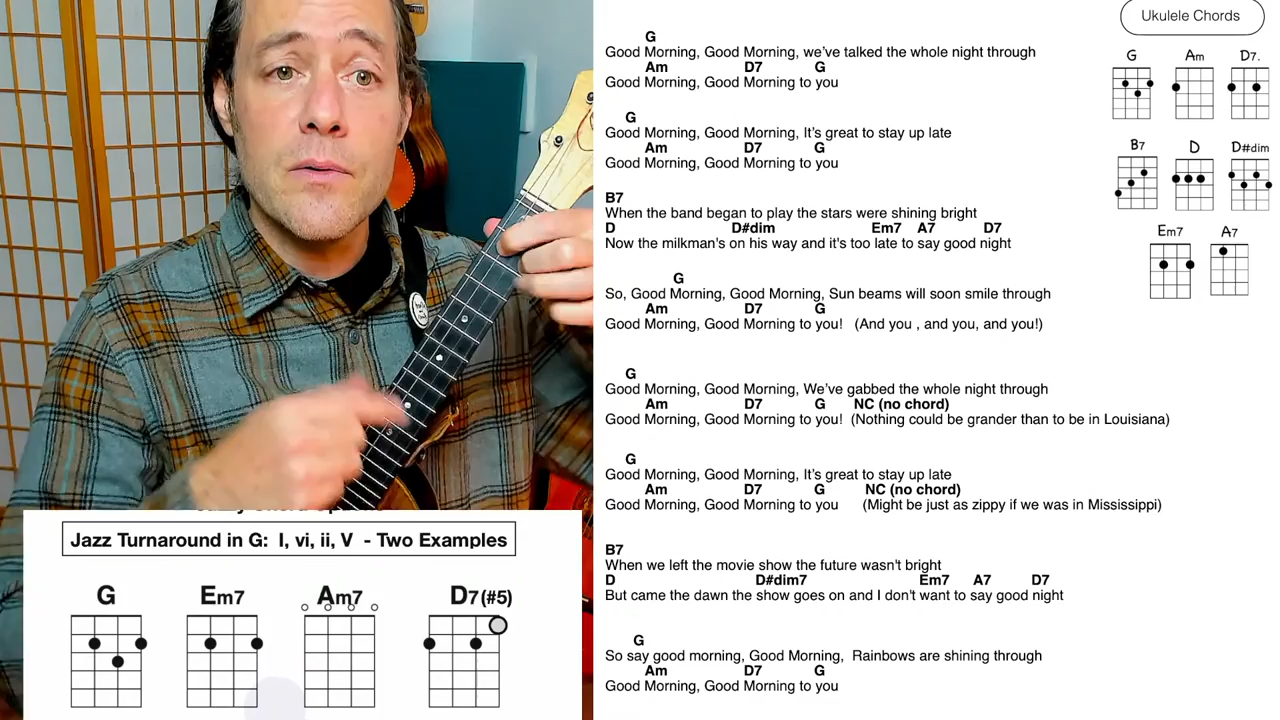 Ukulele Chords
G Am D7.
B7 D D#dim
Em7 A7
G
Good Morning, Good Morning, we've talked the whole night through
Am D7 G
Good Morning, Good Morning to you
G
Good Morning, Good Morning, It's great to stay up late
Am D7 G
Good Morning, Good Morning to you
B7
When the band began to play the stars were shining bright
D D#dim Em7 A7 D7
Now the milkman's on his way and it's too late to say good night
G
So, Good Morning, Good Morning, Sun beams will soon smile through
Am D7 G
Good Morning, Good Morning to you! (And you , and you, and you!)
G
Good Morning, Good Morning, We've gabbed the whole night through
Am D7 G NC (no chord)
Good Morning, Good Morning to you! (Nothing could be grander than to be in Louisiana)
G
Good Morning, Good Morning, It's great to stay up late
Am D7 G NC (no chord)
Good Morning, Good Morning to you (Might be just as zippy if we was in Mississippi)
B7
When we left the movie show the future wasn't bright
D D#dim7 Em7 A7 D7
But came the dawn the show goes on and I don't want to say good night
G
So say good morning, Good Morning, Rainbows are shining through
Am D7 G
Good Morning, Good Morning to you
Jazz Turnaround in G: I, vi, ii, V - Two Examples
G Em7 Am7 D7(#5)